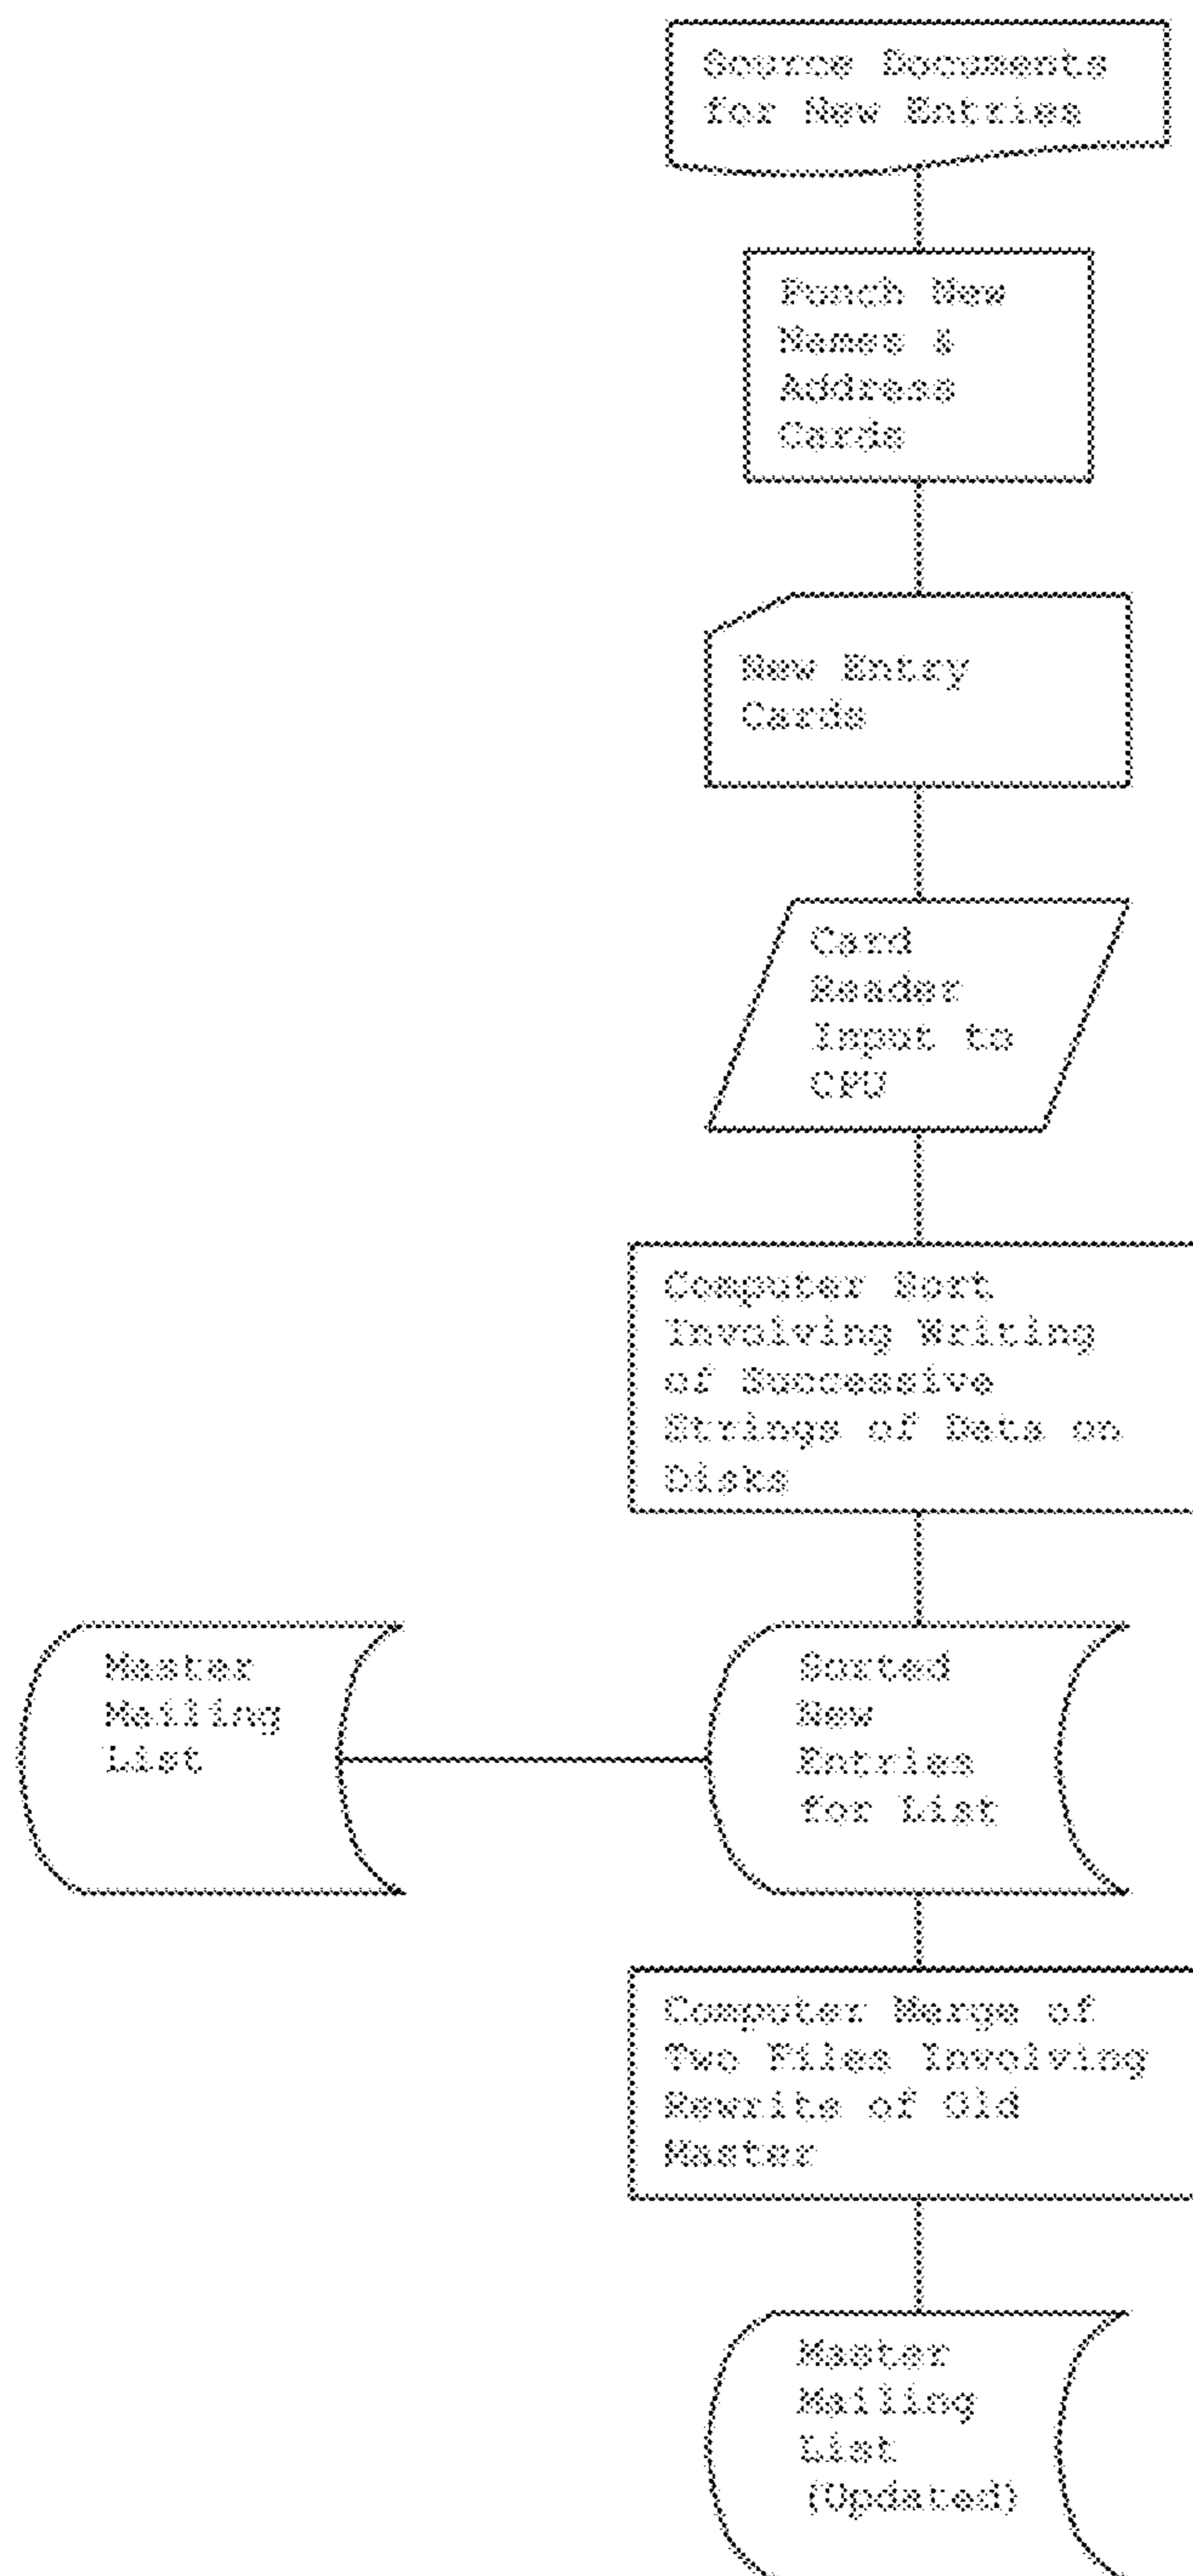 Source Documents
for New Entries
Punch New
Names &
Address
Cards
New Entry
Cards
Card
Reader
Input to
CPU
Computer Sort
Involving Writing
of Successive
Strings of Data on
Disks
Master
Mailing
List
Sorted
New
Entries
for List
Computer Merge of
Two Files Involving
Rewrite of Old
Master
Master
Mailing
List
(Updated)